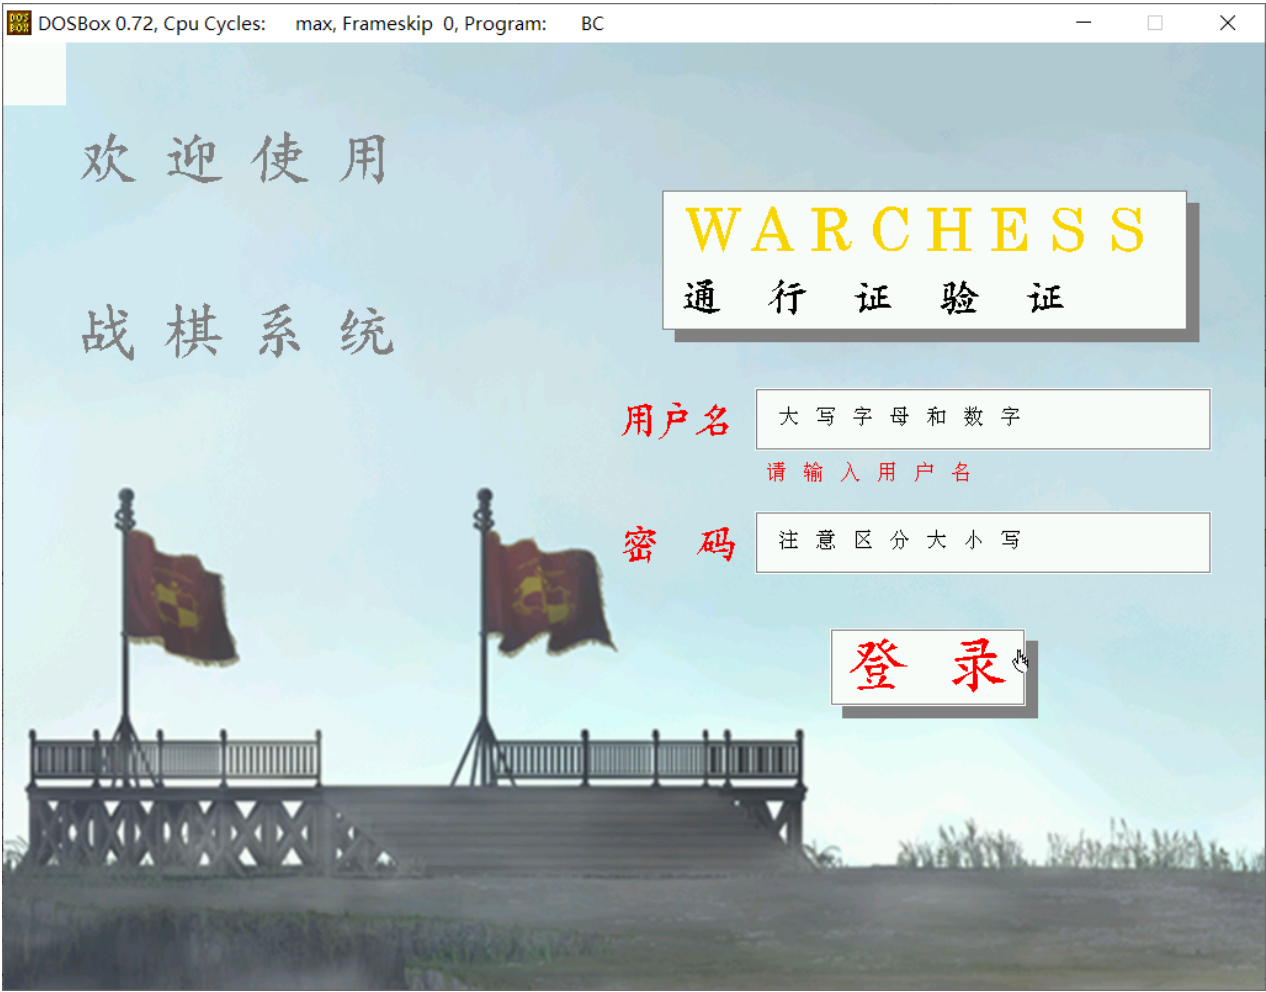 DOSBox 0.72, Cpu Cycles: max, Frameskip 0, Program: BC
欢迎使用
战棋系统
WARCHESS
通行证验证
用户名 大写字母和数字
请输入用户名
密码 注意区分大小写
登录